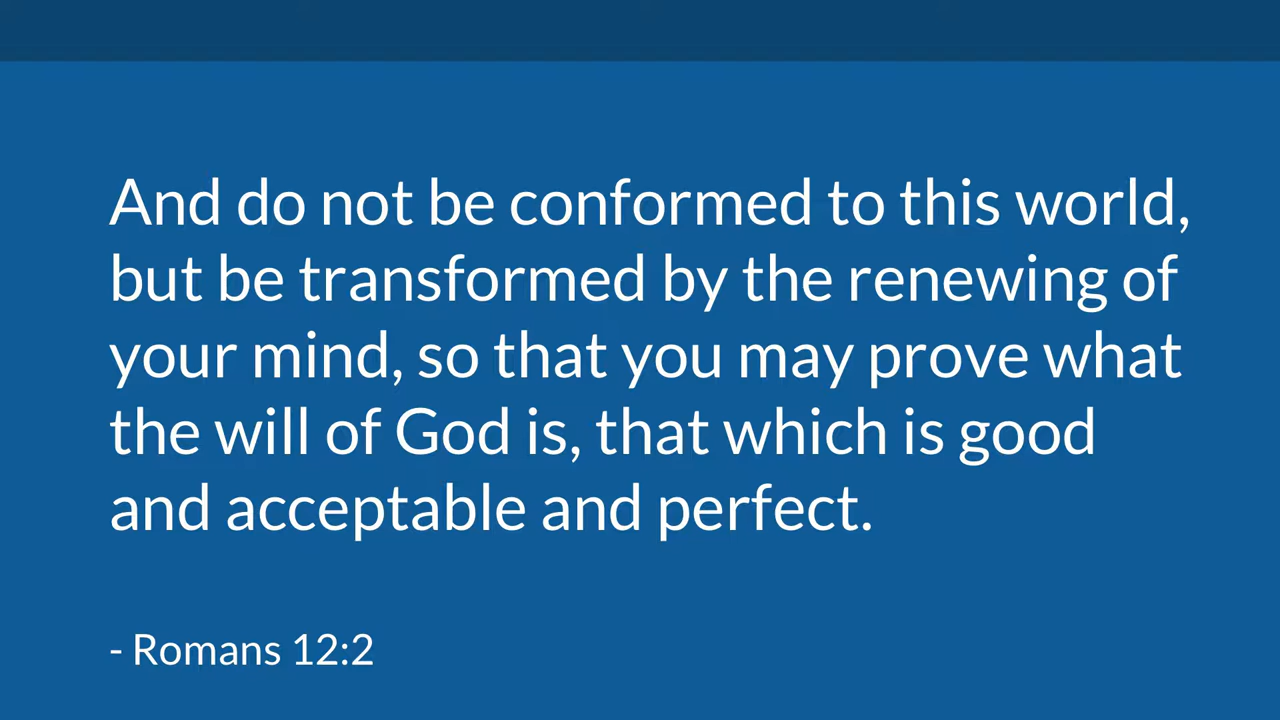 And do not be conformed to this world,
but be transformed by the renewing of
your mind, so that you may prove what
the will of God is, that which is good
and acceptable and perfect.
- Romans 12:2